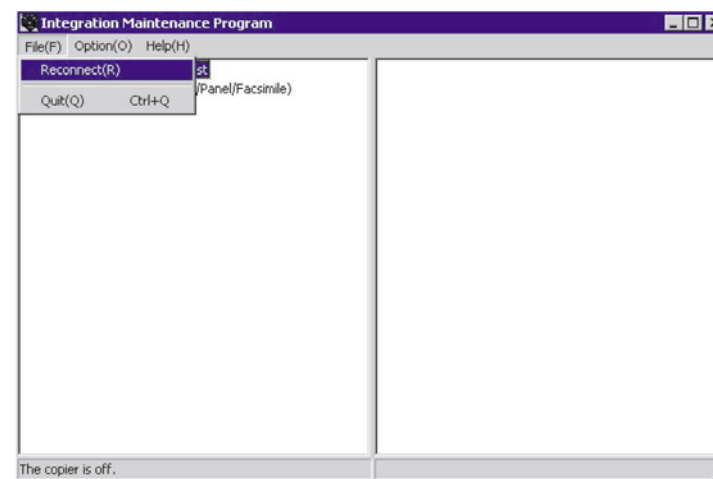 Integration Maintenance Program
File(F) Option(O) Help(H)
Reconnect(R) st
/Panel/Facsimile)
Quit(Q) Ctrl+Q
The copier is off.